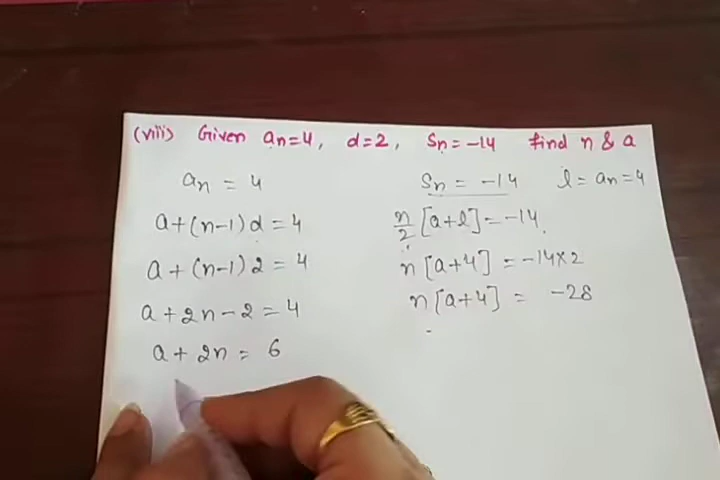 (viii) Given an=4, d=2, Sn=-14 find n & a
an = 4
a+(n-1)d=4
a+(n-1)2=4
a+2n-2=4
a+2n=6
Sn = -14 l=an=4
n/2[a+l]=-14
n[a+4]=-14×2
n[a+4] = -28